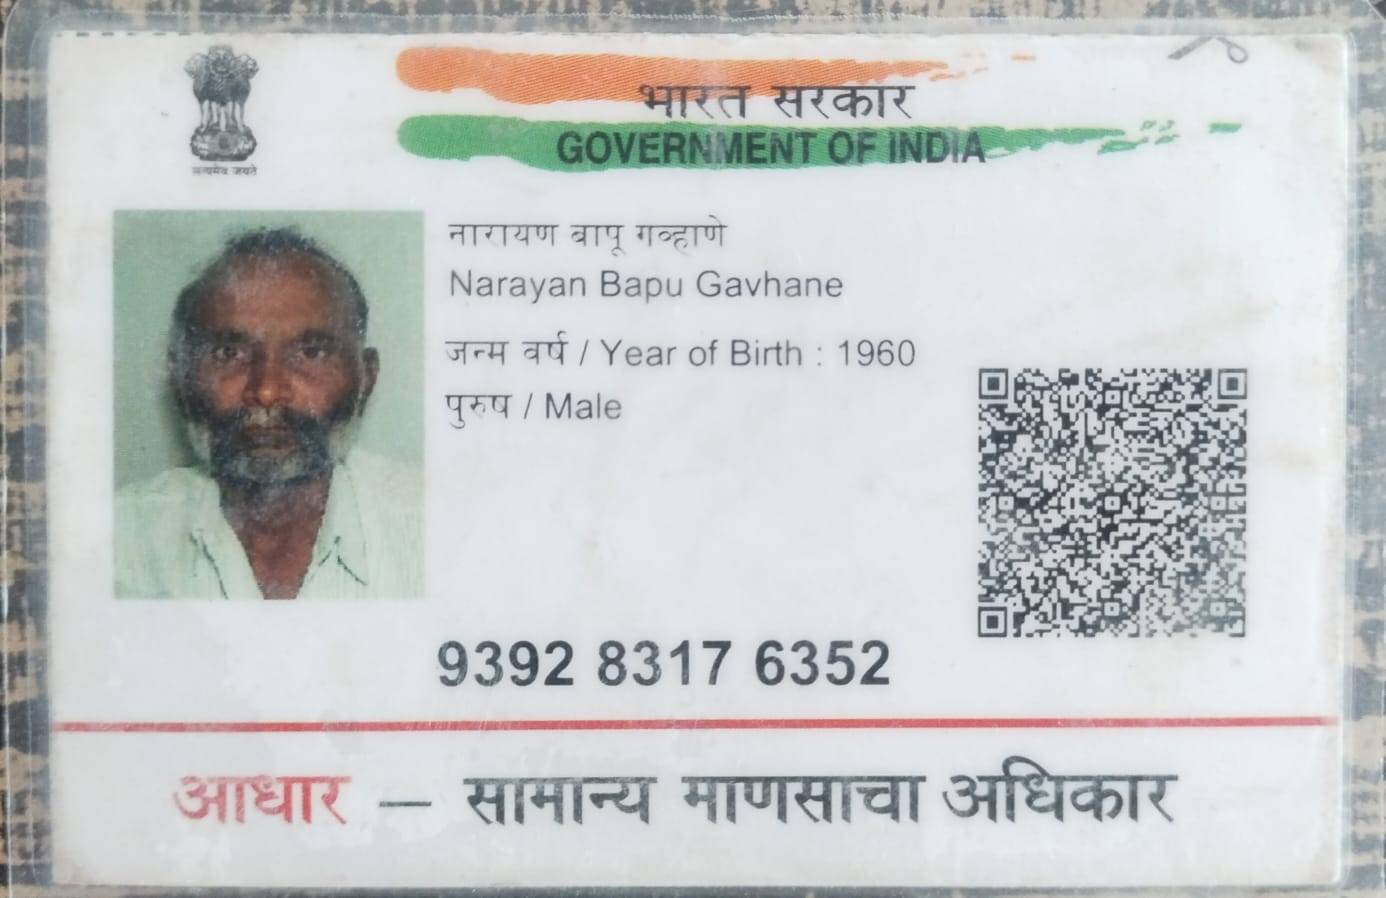 भारत सरकार
GOVERNMENT OF INDIA
सत्यमेव जयते
नारायण बापू गव्हाणे
Narayan Bapu Gavhane
जन्म वर्ष / Year of Birth : 1960
पुरुष / Male
9392 8317 6352
आधार — सामान्य माणसाचा अधिकार